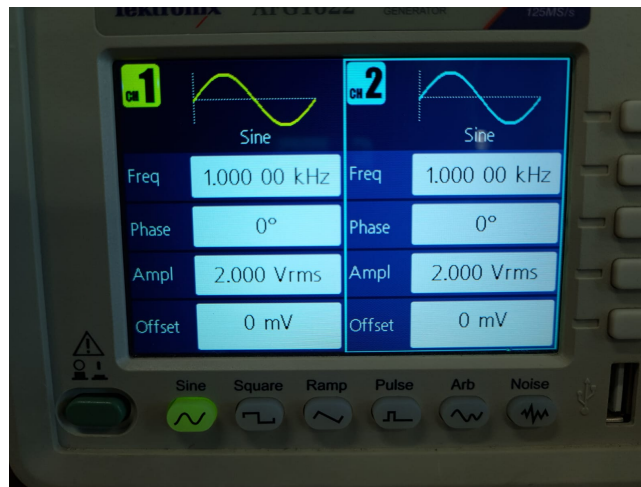 Tektronix AFG1022
GENERATOR
125MS/s
CH 1
Sine
Freq 1.000 00 kHz
Phase 0°
Ampl 2.000 Vrms
Offset 0 mV
CH 2
Sine
Freq 1.000 00 kHz
Phase 0°
Ampl 2.000 Vrms
Offset 0 mV
Sine Square Ramp Pulse Arb Noise